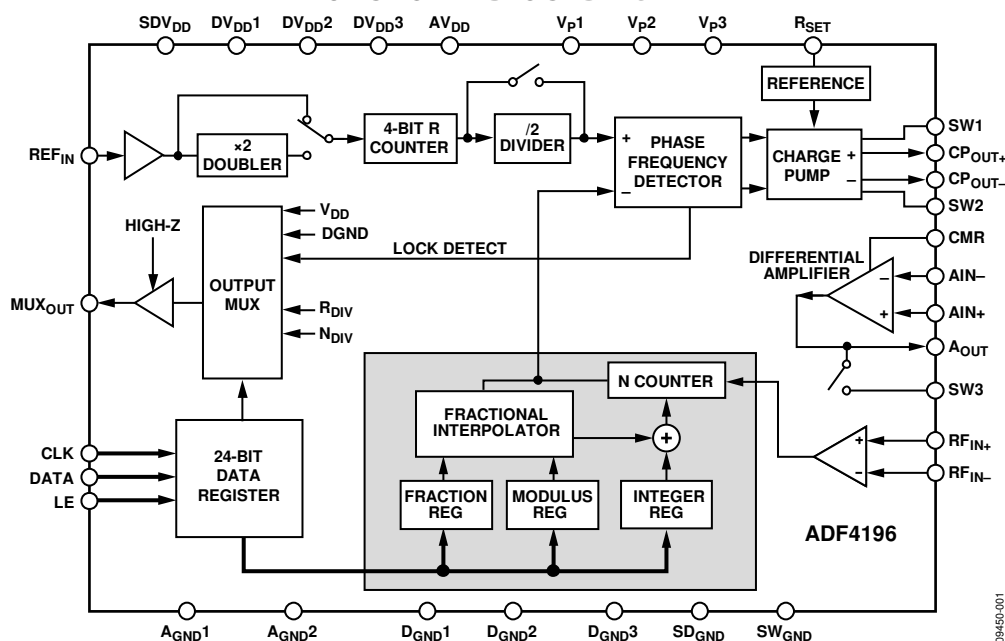 SDVDD DVDD1 DVDD2 DVDD3 AVDD VP1 VP2 VP3 RSET
REFERENCE
4-BIT R
COUNTER
/2
DIVIDER
×2
DOUBLER
REFIN
+
–
PHASE
FREQUENCY
DETECTOR
CHARGE
PUMP
+
–
SW1
CPOUT+
CPOUT–
SW2
HIGH-Z
OUTPUT
MUX
VDD
DGND
LOCK DETECT
RDIV
NDIV
MUXOUT
DIFFERENTIAL
AMPLIFIER
–
+
CMR
AIN–
AIN+
AOUT
SW3
N COUNTER
FRACTIONAL
INTERPOLATOR
+
+
–
RFIN+
RFIN–
CLK
DATA
LE
24-BIT
DATA
REGISTER
FRACTION
REG
MODULUS
REG
INTEGER
REG
ADF4196
AGND1 AGND2 DGND1 DGND2 DGND3 SDGND SWGND
09450-001